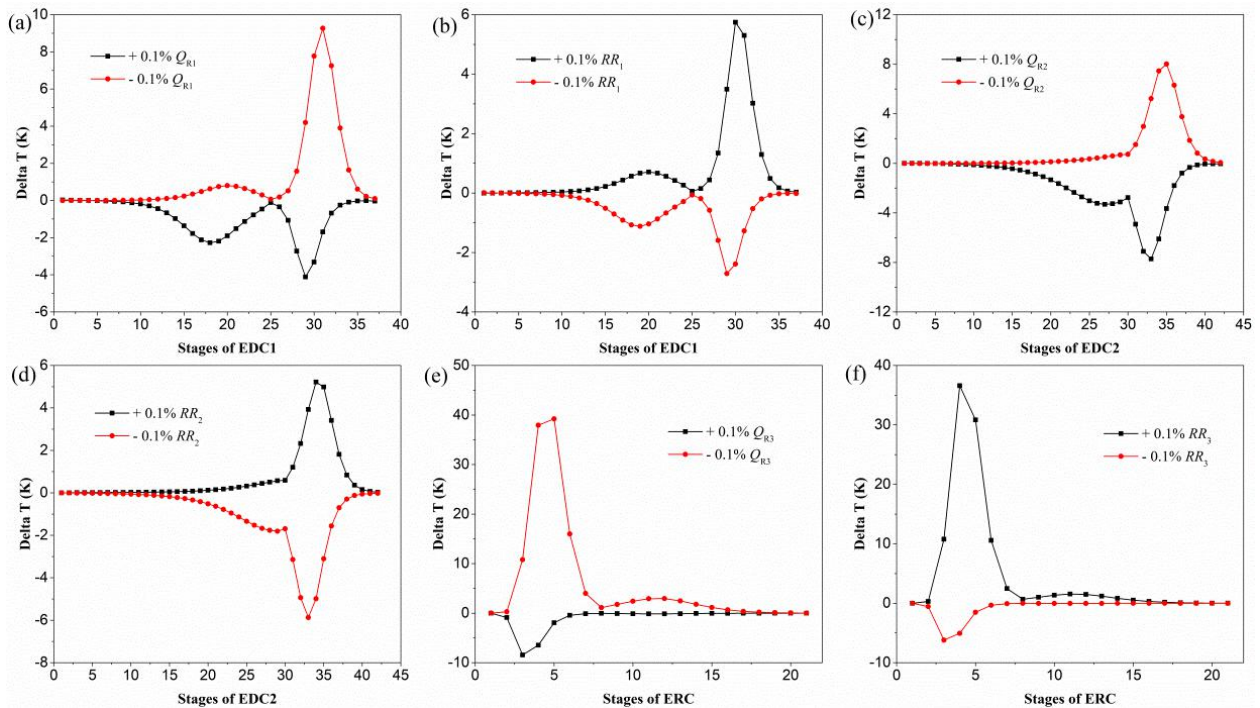 (a)
10
8
6
4
2
0
-2
-4
-6
Delta T (K)
+ 0.1% QR1
- 0.1% QR1
0 5 10 15 20 25 30 35 40
Stages of EDC1
(b)
6
4
2
0
-2
-4
Delta T (K)
+ 0.1% RR1
- 0.1% RR1
0 5 10 15 20 25 30 35 40
Stages of EDC1
(c)
12
8
4
0
-4
-8
-12
Delta T (K)
+ 0.1% QR2
- 0.1% QR2
0 5 10 15 20 25 30 35 40
Stages of EDC2
(d)
6
4
2
0
-2
-4
-6
-8
Delta T (K)
+ 0.1% RR2
- 0.1% RR2
0 5 10 15 20 25 30 35 40 45
Stages of EDC2
(e)
50
40
30
20
10
0
-10
Delta T (K)
+ 0.1% QR3
- 0.1% QR3
0 5 10 15 20
Stages of ERC
(f)
40
30
20
10
0
-10
Delta T (K)
+ 0.1% RR3
- 0.1% RR3
0 5 10 15 20
Stages of ERC